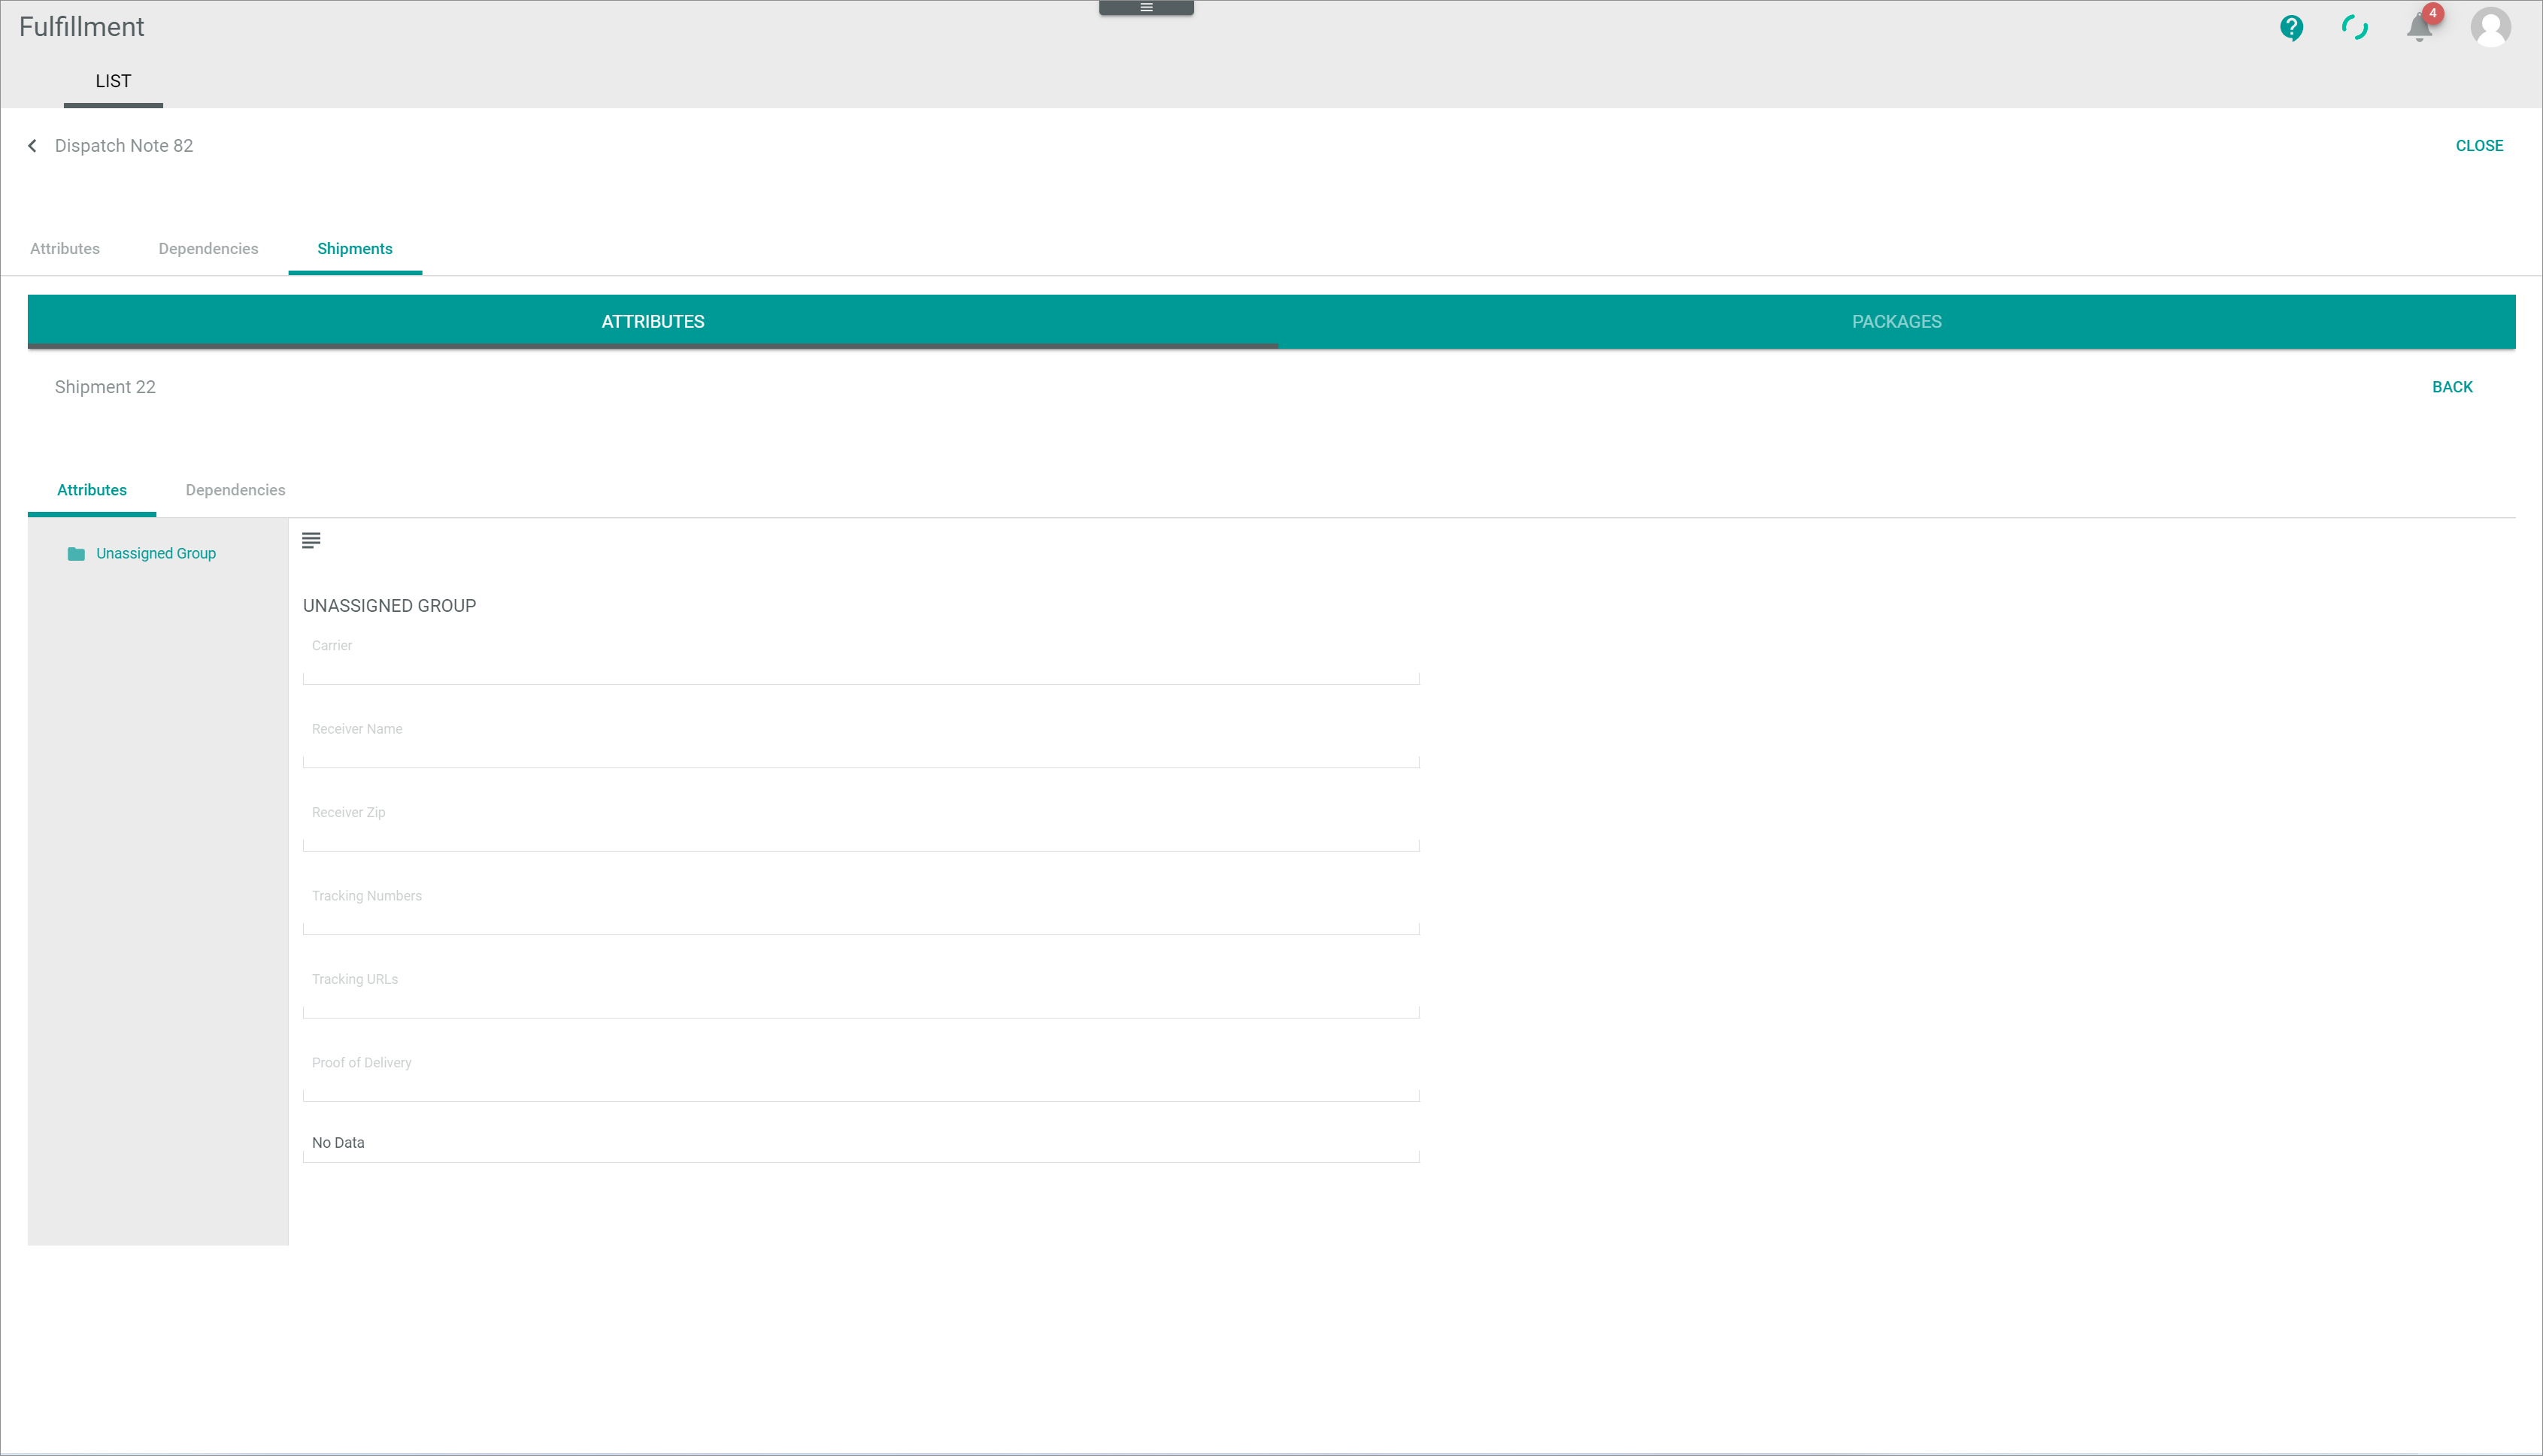 Fulfillment
4
LIST
Dispatch Note 82
CLOSE
Attributes
Dependencies
Shipments
ATTRIBUTES
PACKAGES
Shipment 22
BACK
Attributes
Dependencies
Unassigned Group
UNASSIGNED GROUP
Carrier
Receiver Name
Receiver Zip
Tracking Numbers
Tracking URLs
Proof of Delivery
No Data